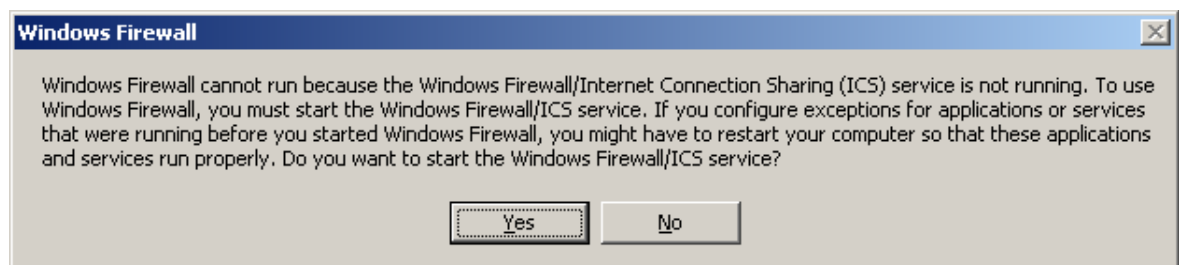 Windows Firewall
Windows Firewall cannot run because the Windows Firewall/Internet Connection Sharing (ICS) service is not running. To use
Windows Firewall, you must start the Windows Firewall/ICS service. If you configure exceptions for applications or services
that were running before you started Windows Firewall, you might have to restart your computer so that these applications
and services run properly. Do you want to start the Windows Firewall/ICS service?
Yes No